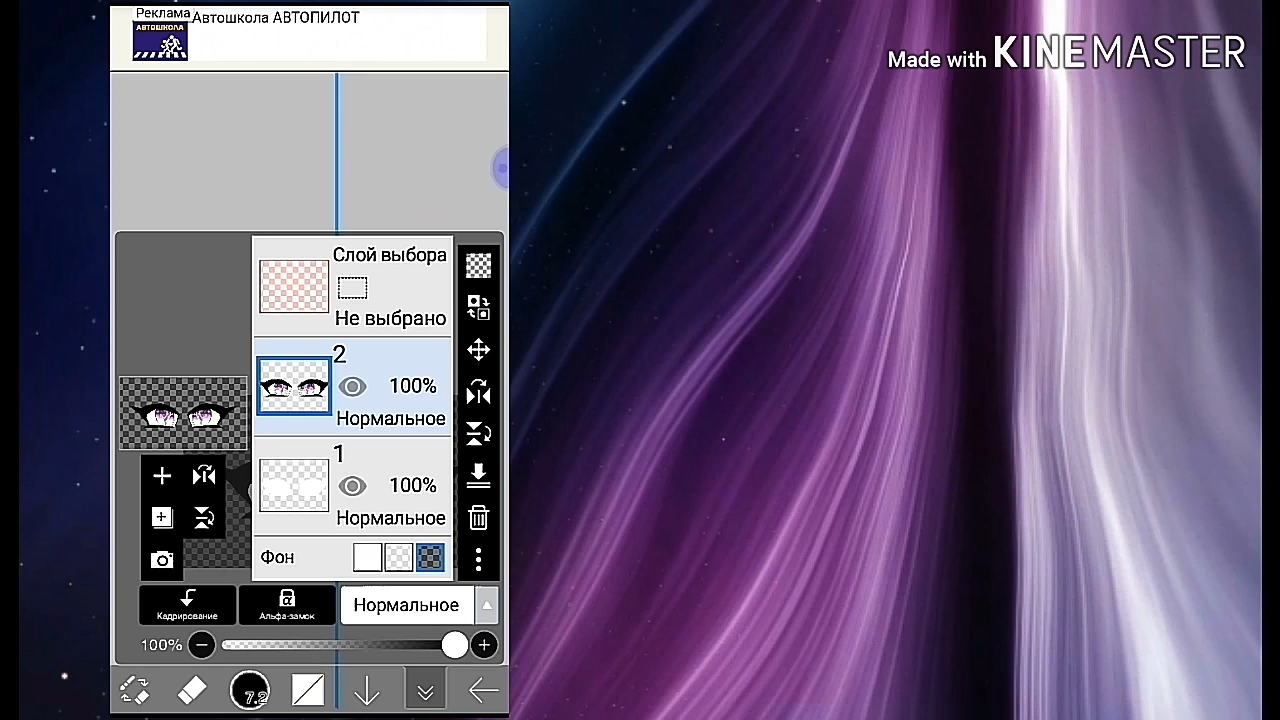 Реклама
Автошкола АВТОПИЛОТ
АВТОШКОЛА
Made with KINEMASTER
Слой выбора
Не выбрано
2
100%
Нормальное
1
100%
Нормальное
Фон
Кадрирование
Альфа-замок
Нормальное
100%
7.2